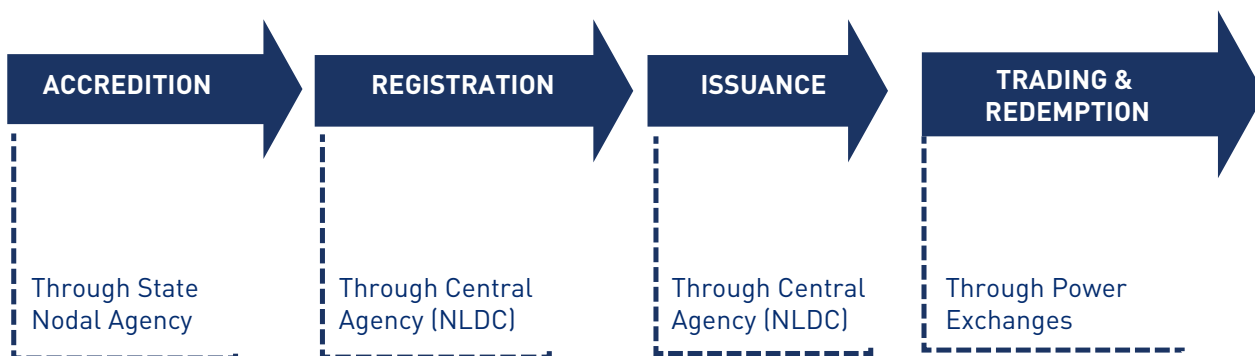 ACCREDITION
REGISTRATION
ISSUANCE
TRADING &
REDEMPTION
Through State
Nodal Agency
Through Central
Agency (NLDC)
Through Central
Agency (NLDC)
Through Power
Exchanges